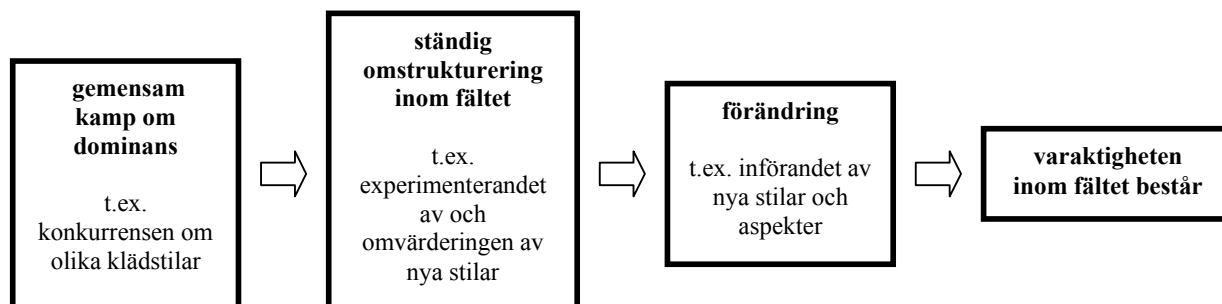 gemensam
kamp om
dominans
t.ex.
konkurrensen om
olika klädstilar
ständig
omstrukturering
inom fältet
t.ex.
experimenterandet
av och
omvärderingen av
nya stilar
förändring
t.ex. införandet av
nya stilar och
aspekter
varaktigheten
inom fältet består